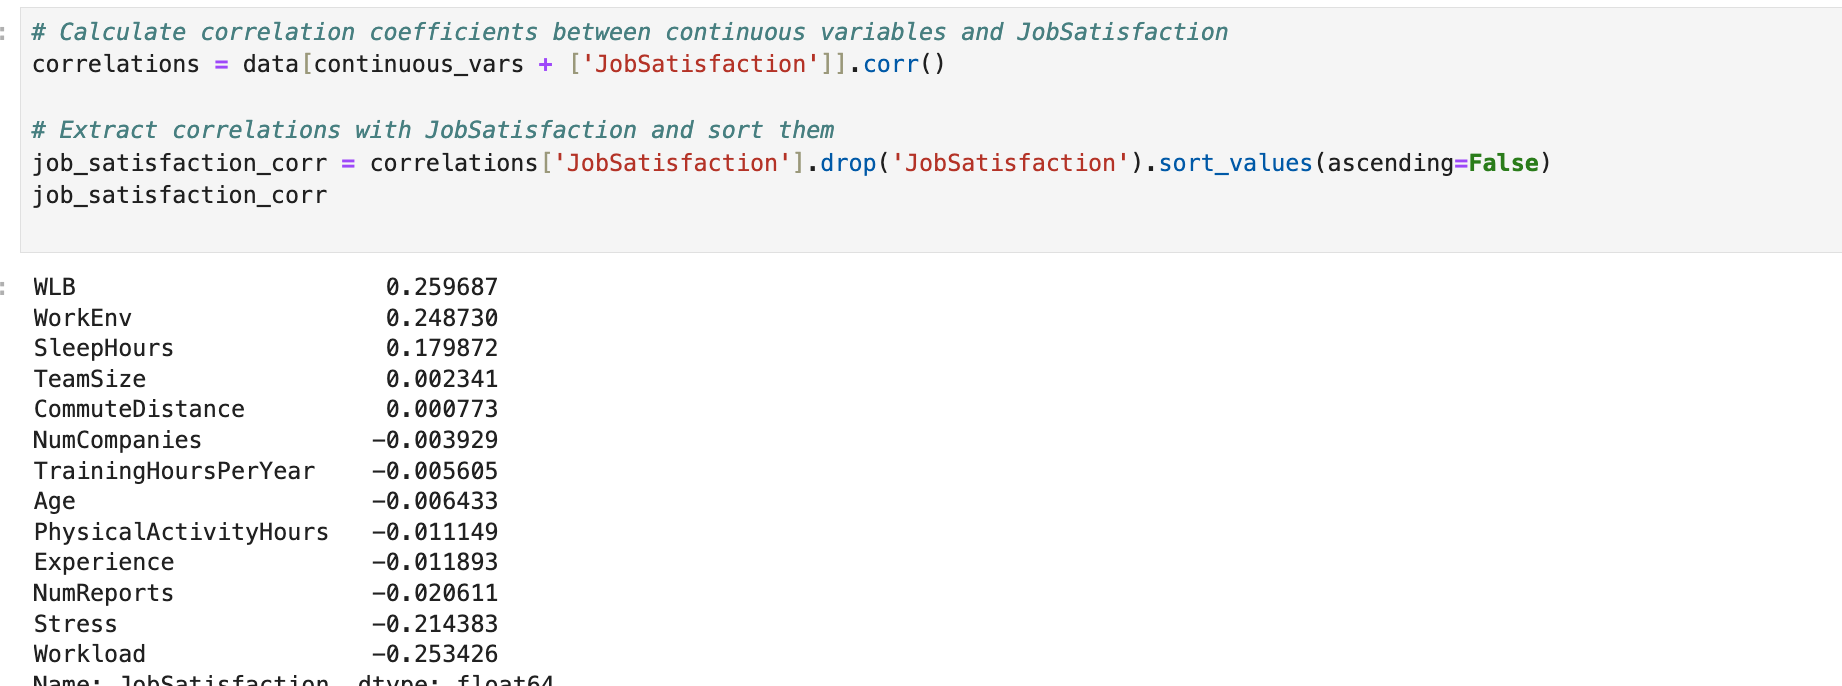 # Calculate correlation coefficients between continuous variables and JobSatisfaction
correlations = data[continuous_vars + ['JobSatisfaction']].corr()
# Extract correlations with JobSatisfaction and sort them
job_satisfaction_corr = correlations['JobSatisfaction'].drop('JobSatisfaction').sort_values(ascending=False)
job_satisfaction_corr
WLB 0.259687
WorkEnv 0.248730
SleepHours 0.179872
TeamSize 0.002341
CommuteDistance 0.000773
NumCompanies -0.003929
TrainingHoursPerYear -0.005605
Age -0.006433
PhysicalActivityHours -0.011149
Experience -0.011893
NumReports -0.020611
Stress -0.214383
Workload -0.253426
Name: JobSatisfaction, dtype: float64